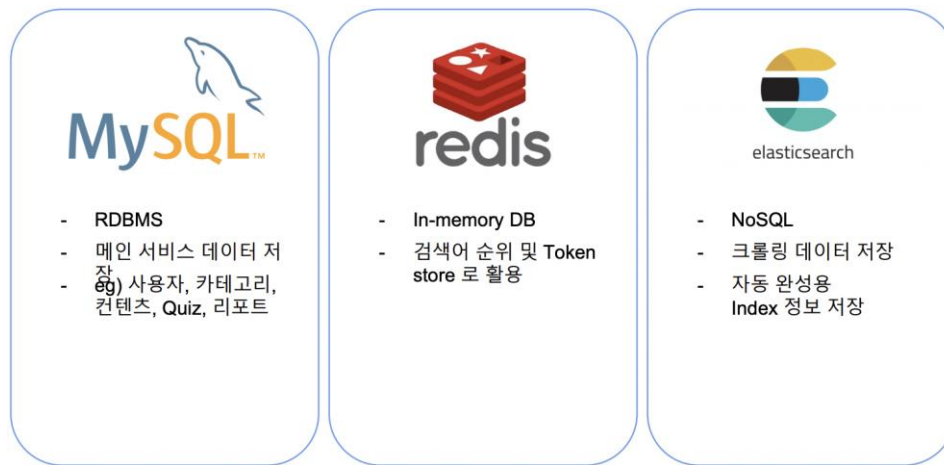 MySQL™
- RDBMS
- 메인 서비스 데이터 저
장
- eg) 사용자, 카테고리,
컨텐츠, Quiz, 리포트
redis
- In-memory DB
- 검색어 순위 및 Token
store 로 활용
elasticsearch
- NoSQL
- 크롤링 데이터 저장
- 자동 완성용
Index 정보 저장